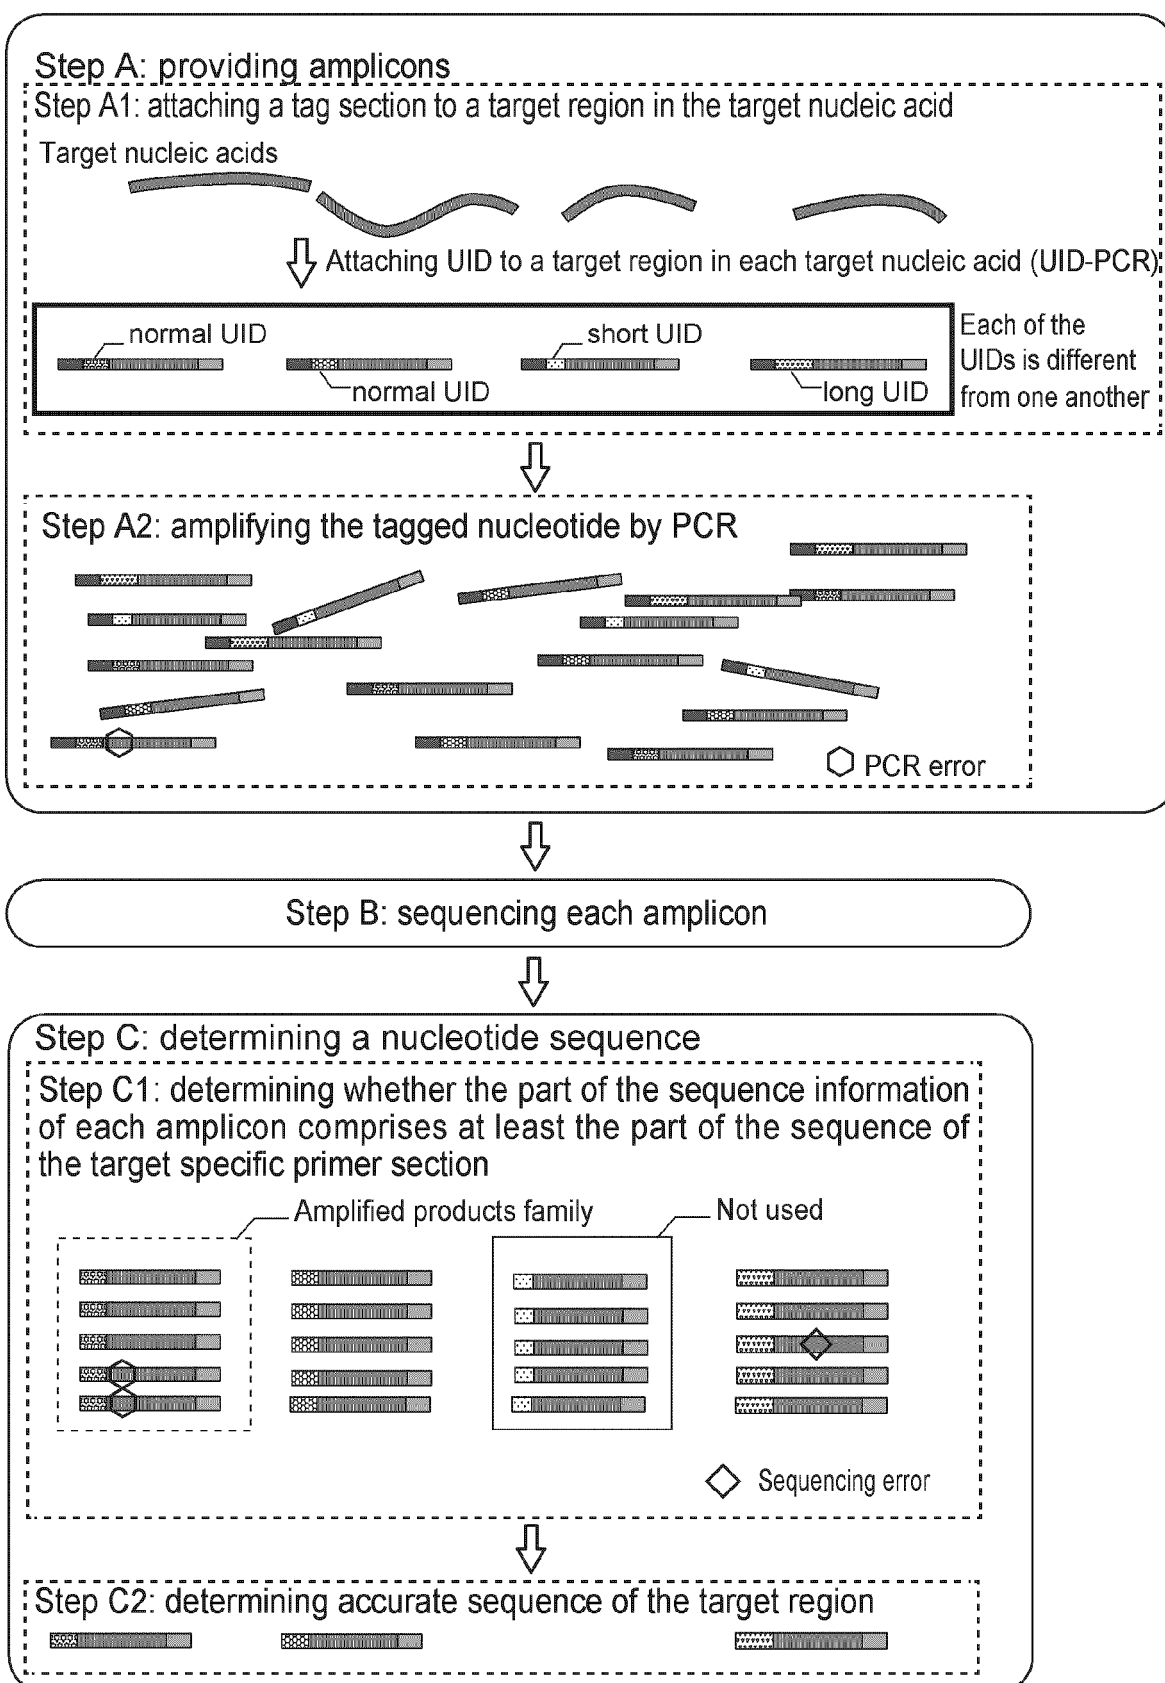 Step A: providing amplicons
Step A1: attaching a tag section to a target region in the target nucleic acid
Target nucleic acids
Attaching UID to a target region in each target nucleic acid (UID-PCR)
normal UID
short UID
normal UID
long UID
Each of the
UIDs is different
from one another
Step A2: amplifying the tagged nucleotide by PCR
PCR error
Step B: sequencing each amplicon
Step C: determining a nucleotide sequence
Step C1: determining whether the part of the sequence information
of each amplicon comprises at least the part of the sequence of
the target specific primer section
Amplified products family
Not used
Sequencing error
Step C2: determining accurate sequence of the target region